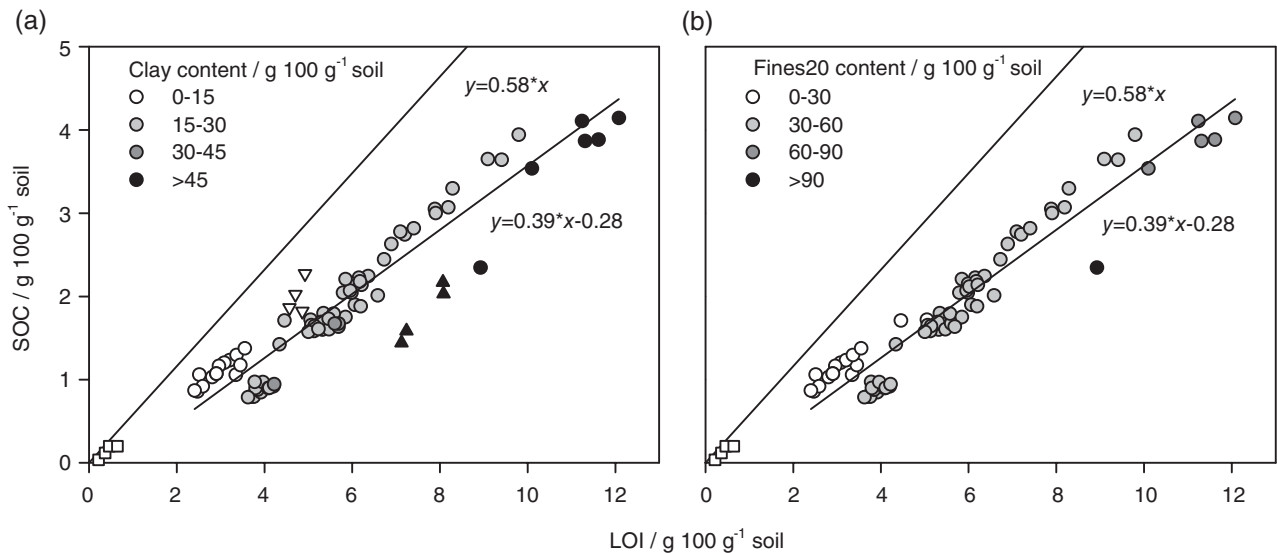 (a)
Clay content / g 100 g⁻¹ soil
0-15
15-30
30-45
>45
y=0.58*x
y=0.39*x-0.28
5
4
3
2
1
0
SOC / g 100 g⁻¹ soil
0 2 4 6 8 10 12
(b)
Fines20 content / g 100 g⁻¹ soil
0-30
30-60
60-90
>90
y=0.58*x
y=0.39*x-0.28
0 2 4 6 8 10 12
LOI / g 100 g⁻¹ soil